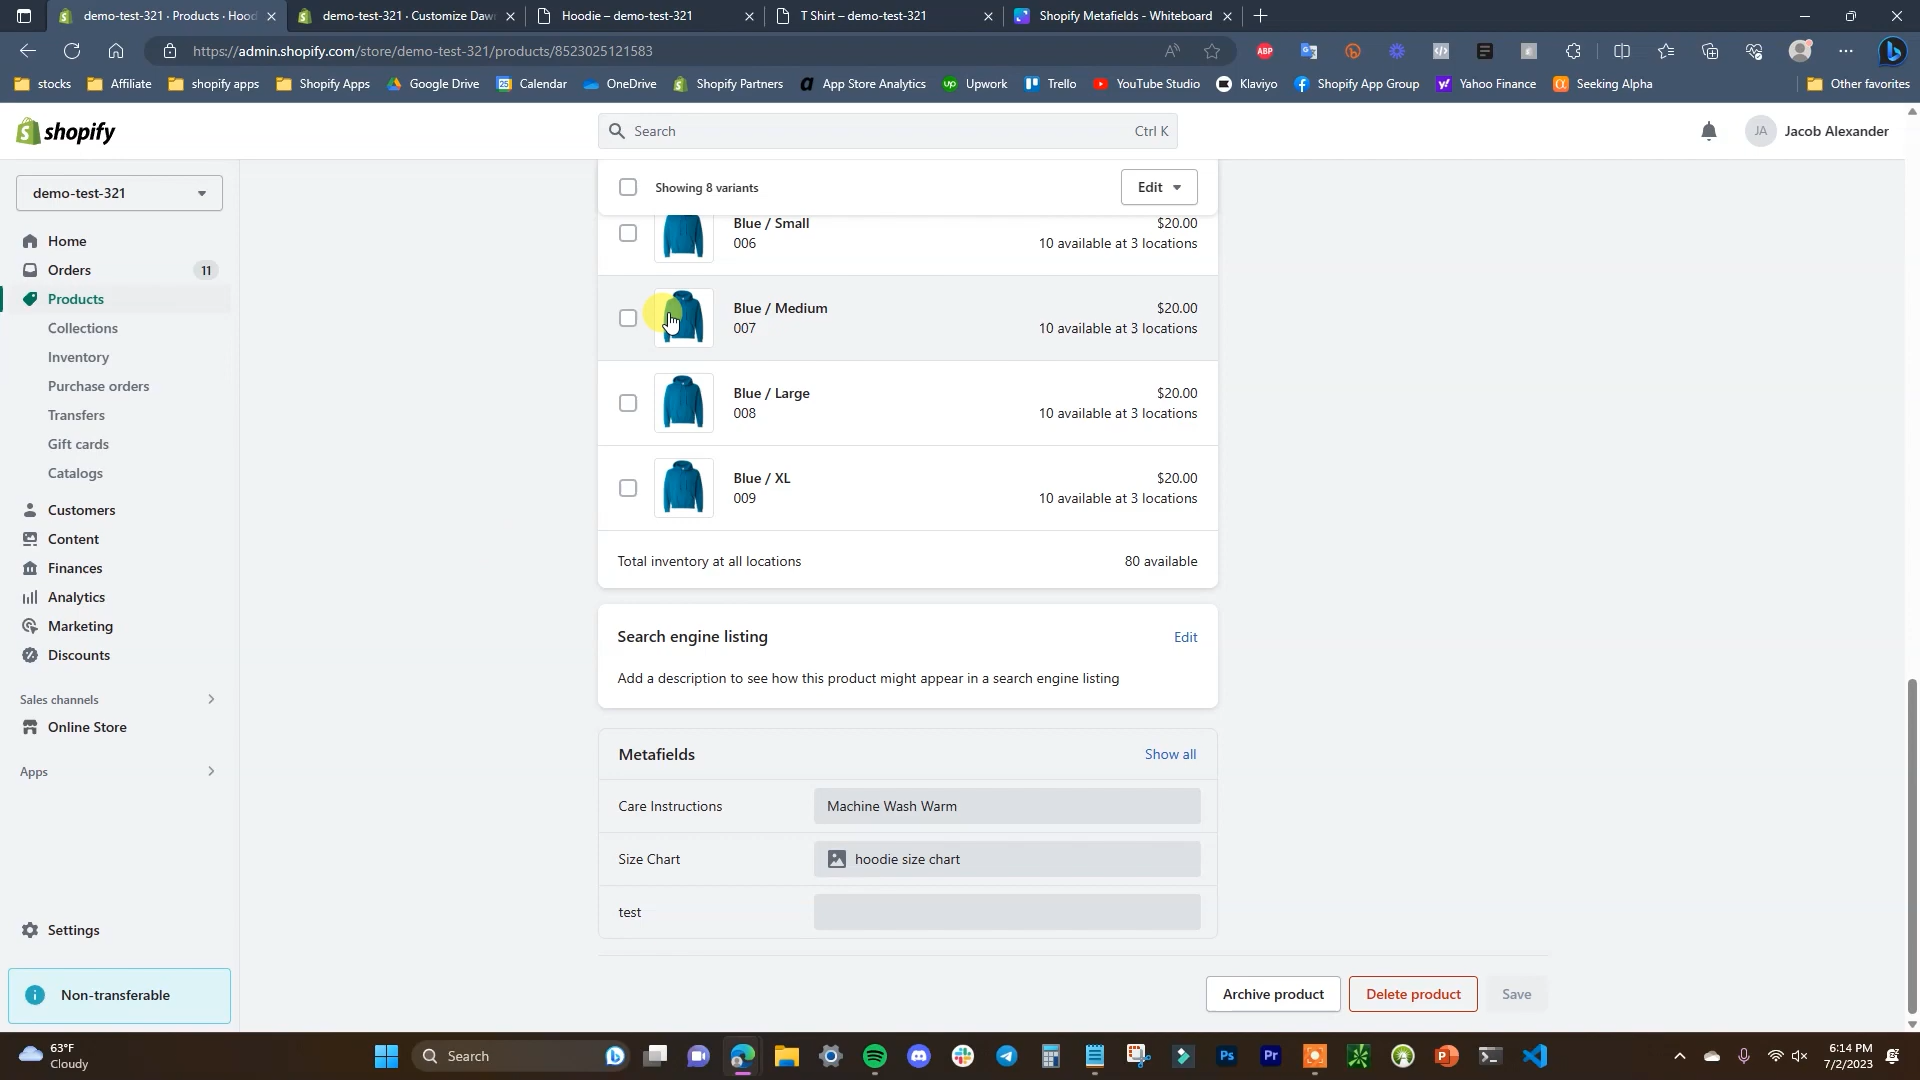 demo-test-321 · Products · Hood
demo-test-321 · Customize Daw
Hoodie – demo-test-321
T Shirt – demo-test-321
Shopify Metafields - Whiteboard
https://admin.shopify.com/store/demo-test-321/products/8523025121583
stocks
Affiliate
shopify apps
Shopify Apps
Google Drive
Calendar
OneDrive
Shopify Partners
App Store Analytics
Upwork
Trello
YouTube Studio
Klaviyo
Shopify App Group
Yahoo Finance
Seeking Alpha
Other favorites
shopify
Search
Ctrl K
JA
Jacob Alexander
demo-test-321
Home
Orders
11
Products
Collections
Inventory
Purchase orders
Transfers
Gift cards
Catalogs
Customers
Content
Finances
Analytics
Marketing
Discounts
Sales channels
Online Store
Apps
Settings
Non-transferable
Showing 8 variants
Edit
Blue / Small
$20.00
006
10 available at 3 locations
Blue / Medium
$20.00
007
10 available at 3 locations
Blue / Large
$20.00
008
10 available at 3 locations
Blue / XL
$20.00
009
10 available at 3 locations
Total inventory at all locations
80 available
Search engine listing
Edit
Add a description to see how this product might appear in a search engine listing
Metafields
Show all
Care Instructions
Machine Wash Warm
Size Chart
hoodie size chart
test
Archive product
Delete product
Save
63°F
Cloudy
Search
6:14 PM
7/2/2023